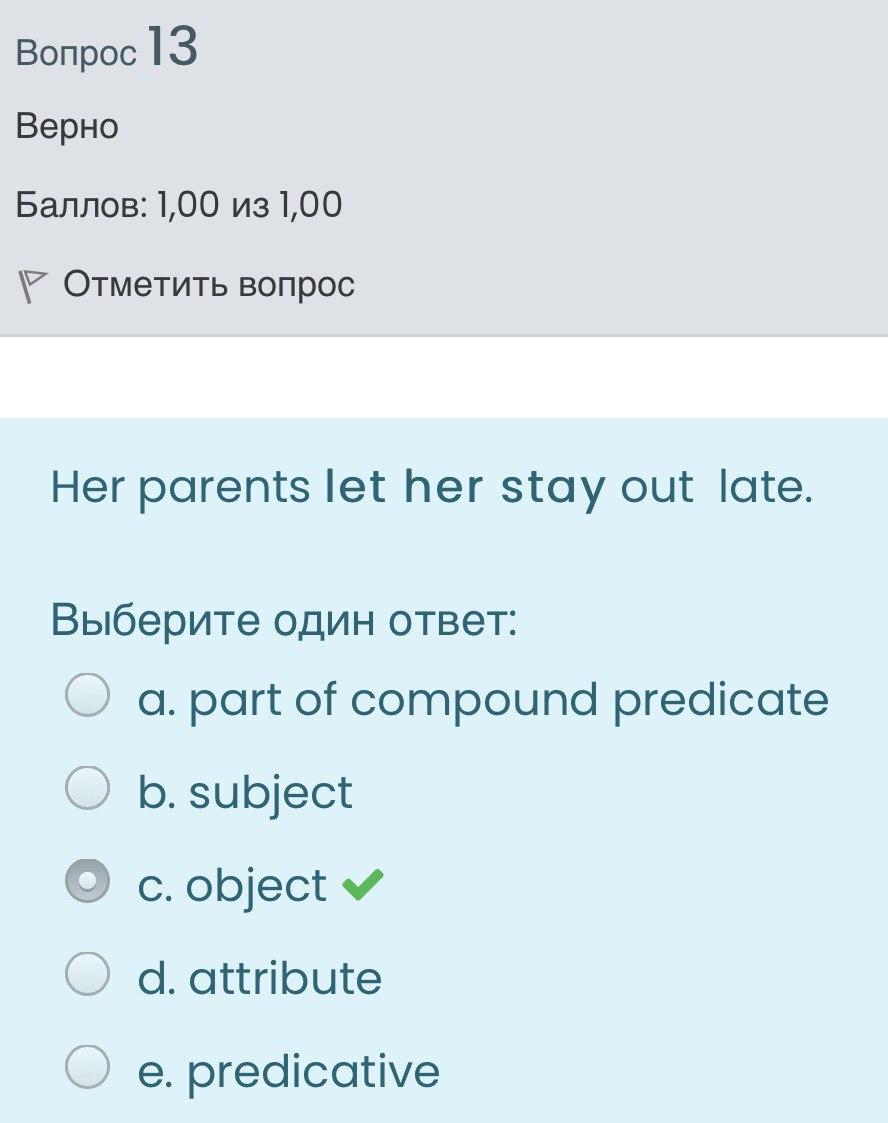 Вопрос 13
Верно
Баллов: 1,00 из 1,00
Отметить вопрос
Her parents let her stay out late.
Выберите один ответ:
a. part of compound predicate
b. subject
c. object
d. attribute
e. predicative